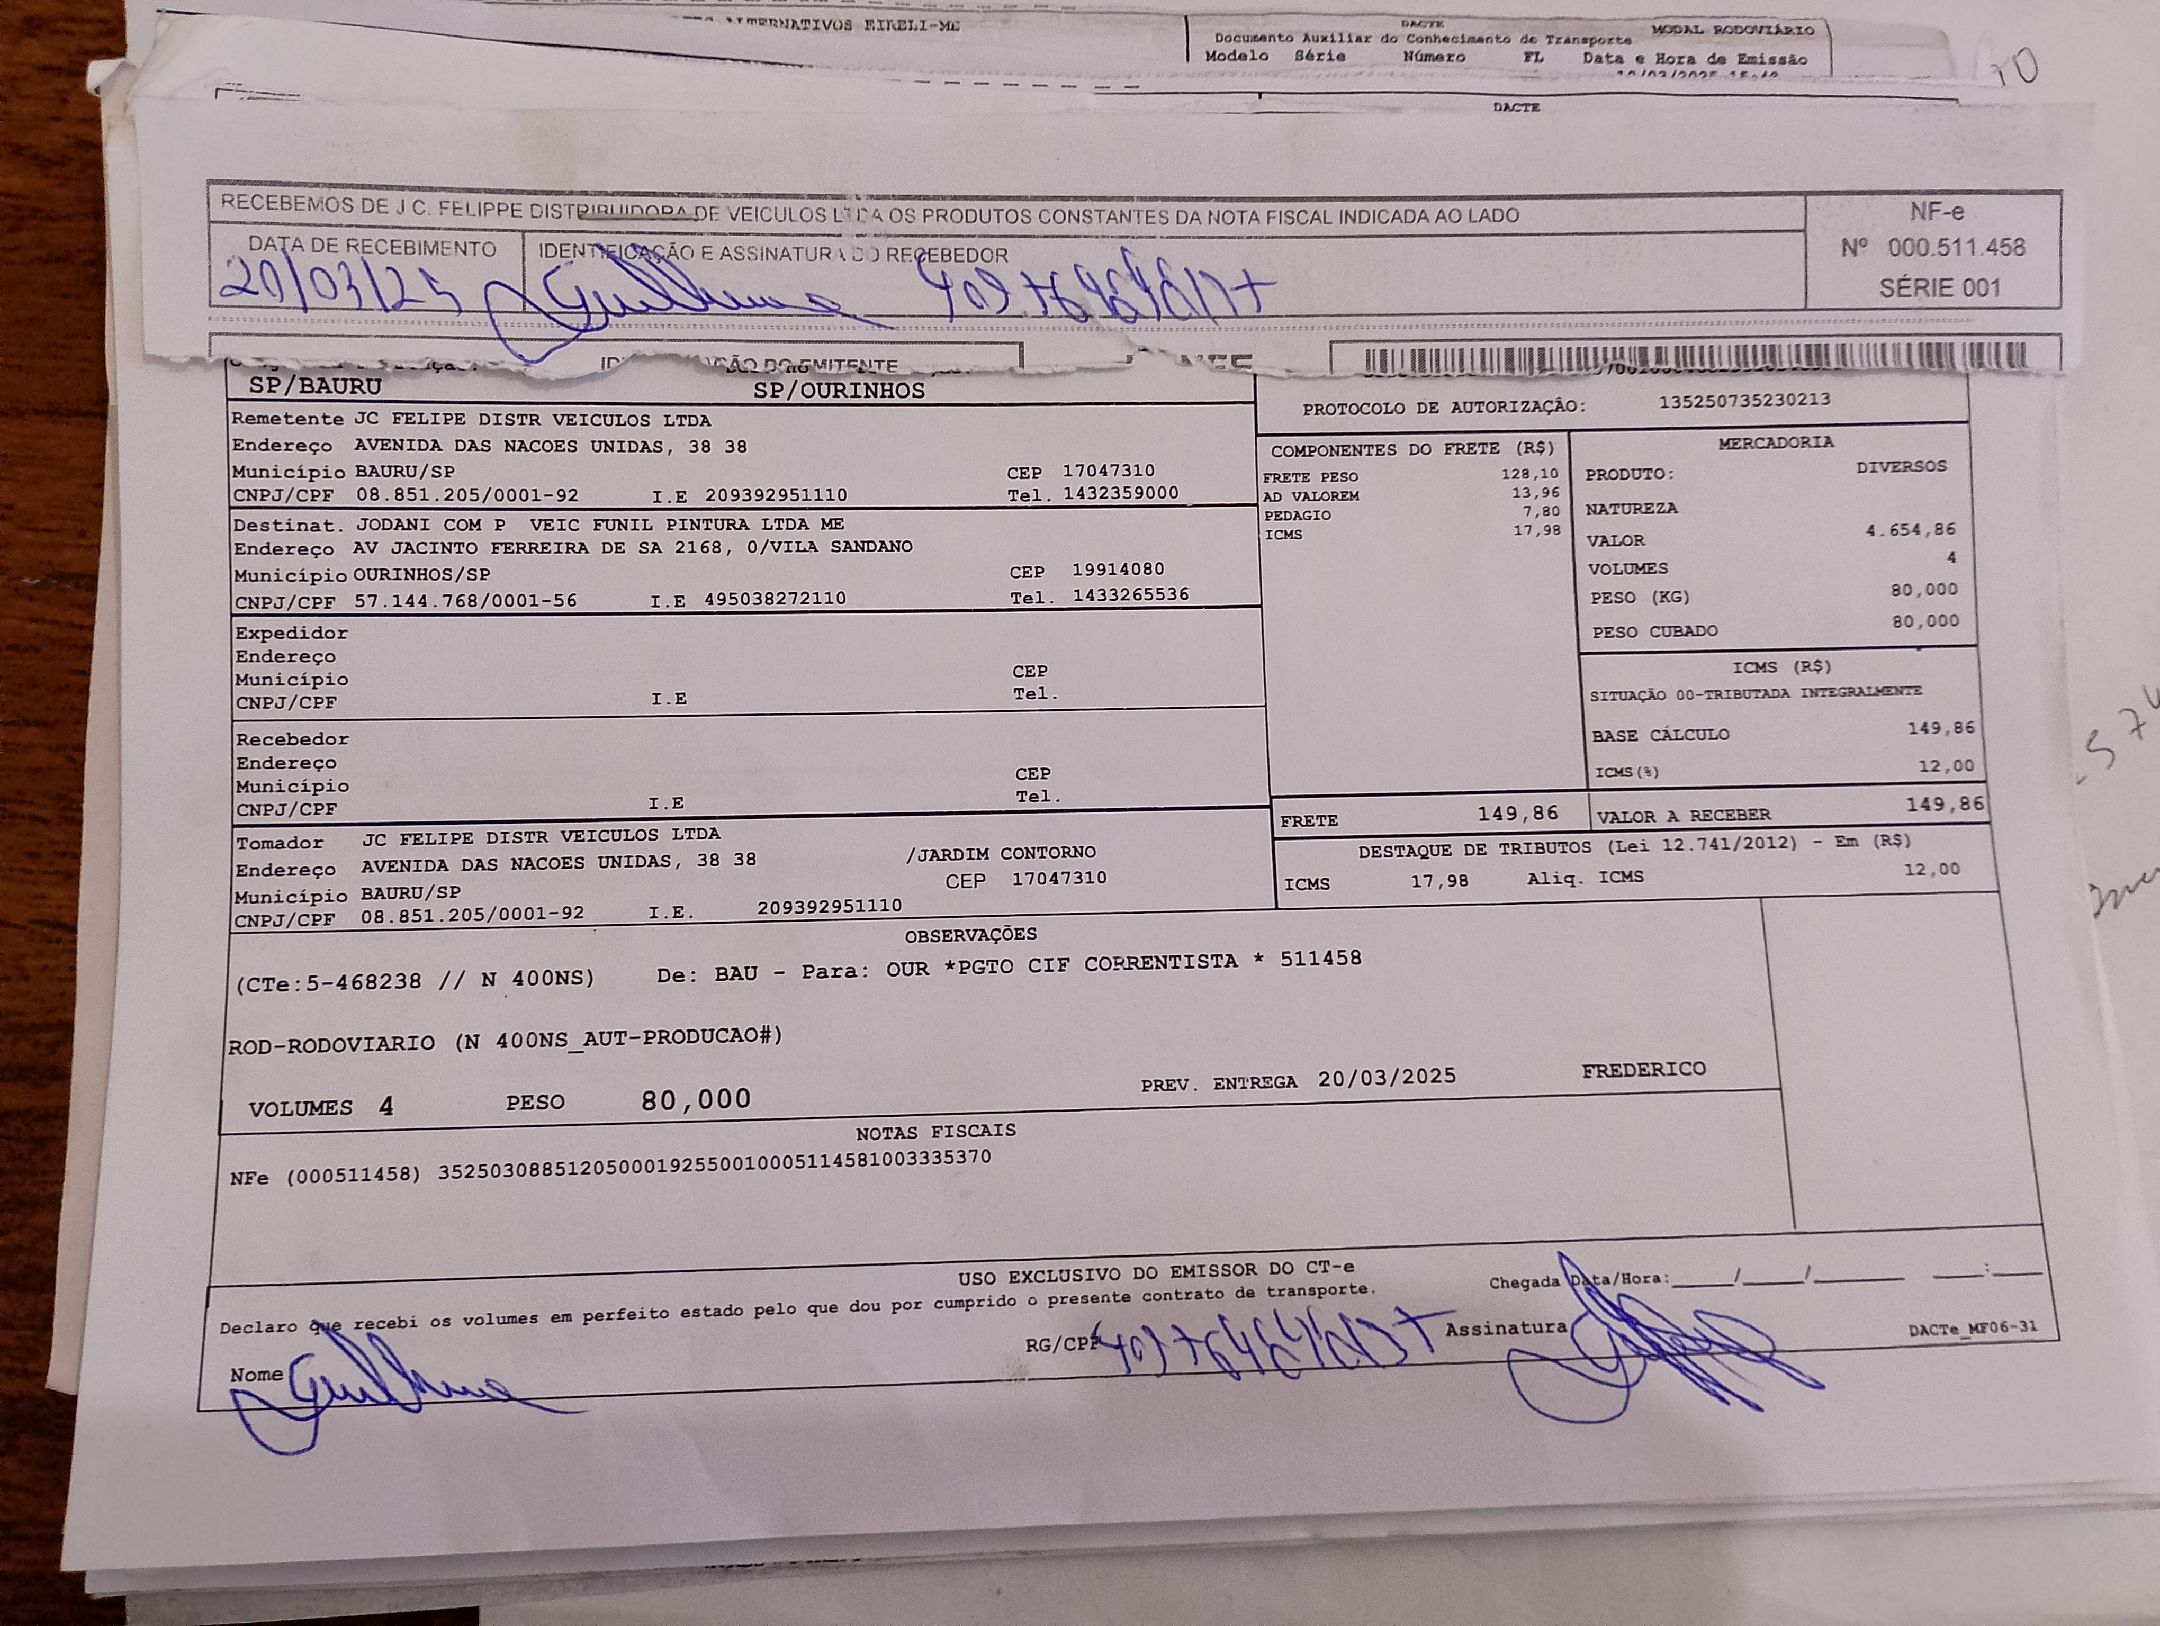 ALTERNATIVOS EIRELI-ME
DACTE
MODAL RODOVIÁRIO
Documento Auxiliar do Conhecimento de Transporte
Modelo Série Número FL Data e Hora de Emissão
DACTE
RECEBEMOS DE J C. FELIPPE DISTRIBUIDORA DE VEICULOS LTDA OS PRODUTOS CONSTANTES DA NOTA FISCAL INDICADA AO LADO
NF-e
Nº 000.511.458
SÉRIE 001
DATA DE RECEBIMENTO
IDENTIFICAÇÃO E ASSINATURA DO RECEBEDOR
20/03/25 Guilherme
SP/BAURU SP/OURINHOS
Remetente JC FELIPE DISTR VEICULOS LTDA
Endereço AVENIDA DAS NACOES UNIDAS, 38 38
Município BAURU/SP CEP 17047310
CNPJ/CPF 08.851.205/0001-92 I.E 209392951110 Tel. 1432359000
Destinat. JODANI COM P VEIC FUNIL PINTURA LTDA ME
Endereço AV JACINTO FERREIRA DE SA 2168, 0/VILA SANDANO
Município OURINHOS/SP CEP 19914080
CNPJ/CPF 57.144.768/0001-56 I.E 495038272110 Tel. 1433265536
Expedidor
Endereço
Município CEP
CNPJ/CPF I.E Tel.
Recebedor
Endereço
Município CEP
CNPJ/CPF I.E Tel.
Tomador JC FELIPE DISTR VEICULOS LTDA
Endereço AVENIDA DAS NACOES UNIDAS, 38 38 /JARDIM CONTORNO
Município BAURU/SP CEP 17047310
CNPJ/CPF 08.851.205/0001-92 I.E. 209392951110
PROTOCOLO DE AUTORIZAÇÃO: 135250735230213
COMPONENTES DO FRETE (R$)
FRETE PESO 128,10
AD VALOREM 13,96
PEDAGIO 7,80
ICMS 17,98
MERCADORIA
PRODUTO: DIVERSOS
NATUREZA
VALOR 4.654,86
VOLUMES 4
PESO (KG) 80,000
PESO CUBADO 80,000
ICMS (R$)
SITUAÇÃO 00-TRIBUTADA INTEGRALMENTE
BASE CÁLCULO 149,86
ICMS(%) 12,00
FRETE 149,86 VALOR A RECEBER 149,86
DESTAQUE DE TRIBUTOS (Lei 12.741/2012) - Em (R$)
ICMS 17,98 Aliq. ICMS 12,00
OBSERVAÇÕES
(CTe:5-468238 // N 400NS) De: BAU - Para: OUR *PGTO CIF CORRENTISTA * 511458
ROD-RODOVIARIO (N 400NS_AUT-PRODUCAO#)
VOLUMES 4 PESO 80,000 PREV. ENTREGA 20/03/2025 FREDERICO
NOTAS FISCAIS
NFe (000511458) 35250308851205000192550010005114581003335370
USO EXCLUSIVO DO EMISSOR DO CT-e
Chegada Data/Hora:____/____/______ ___:___
Declaro que recebi os volumes em perfeito estado pelo que dou por cumprido o presente contrato de transporte.
Nome Guilherme RG/CPF Assinatura DACTe_MF06-31